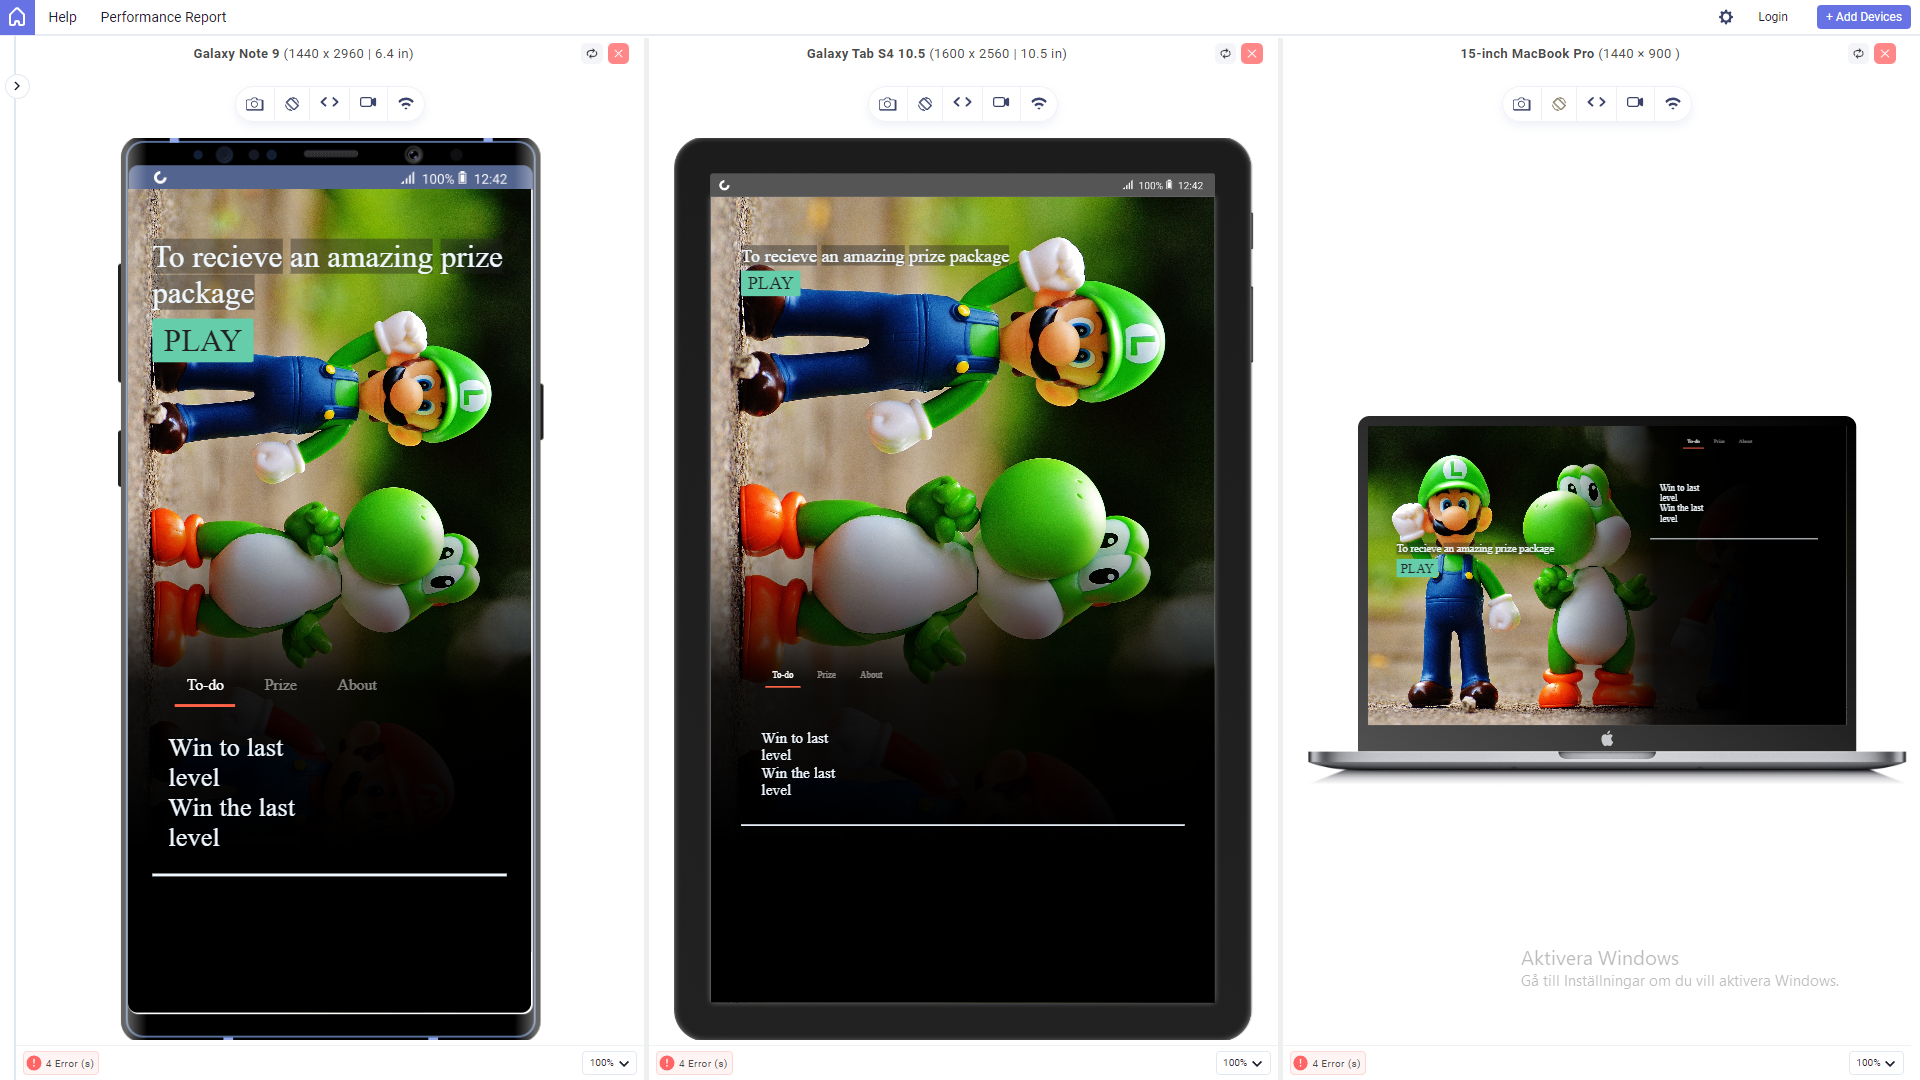 Help Performance Report Login + Add Devices
Galaxy Note 9 (1440 x 2960 | 6.4 in)
100% 12:42
To recieve an amazing prize
package
PLAY
L
To-do Prize About
Win to last
level
Win the last
level
4 Error (s) 100%
Galaxy Tab S4 10.5 (1600 x 2560 | 10.5 in)
100% 12:42
To recieve an amazing prize package
PLAY
L
To-do Prize About
Win to last
level
Win the last
level
4 Error (s) 100%
15-inch MacBook Pro (1440 × 900 )
To-do Prize About
L
Win to last
level
Win the last
level
To recieve an amazing prize package
PLAY
Aktivera Windows
Gå till Inställningar om du vill aktivera Windows.
4 Error (s) 100%